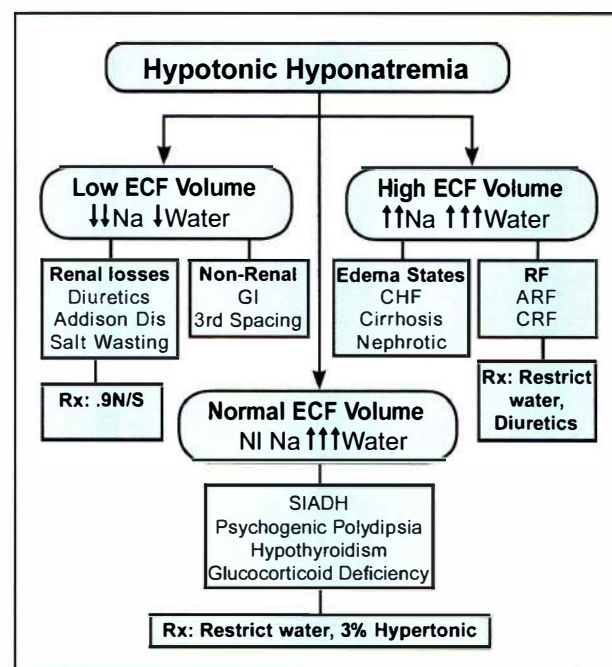 Hypotonic Hyponatremia
Low ECF Volume
↓↓Na ↓Water
High ECF Volume
↑↑Na ↑↑↑Water
Renal losses
Diuretics
Addison Dis
Salt Wasting
Non-Renal
GI
3rd Spacing
Edema States
CHF
Cirrhosis
Nephrotic
RF
ARF
CRF
Rx: .9N/S
Rx: Restrict
water,
Diuretics
Normal ECF Volume
Nl Na ↑↑↑Water
SIADH
Psychogenic Polydipsia
Hypothyroidism
Glucocorticoid Deficiency
Rx: Restrict water, 3% Hypertonic